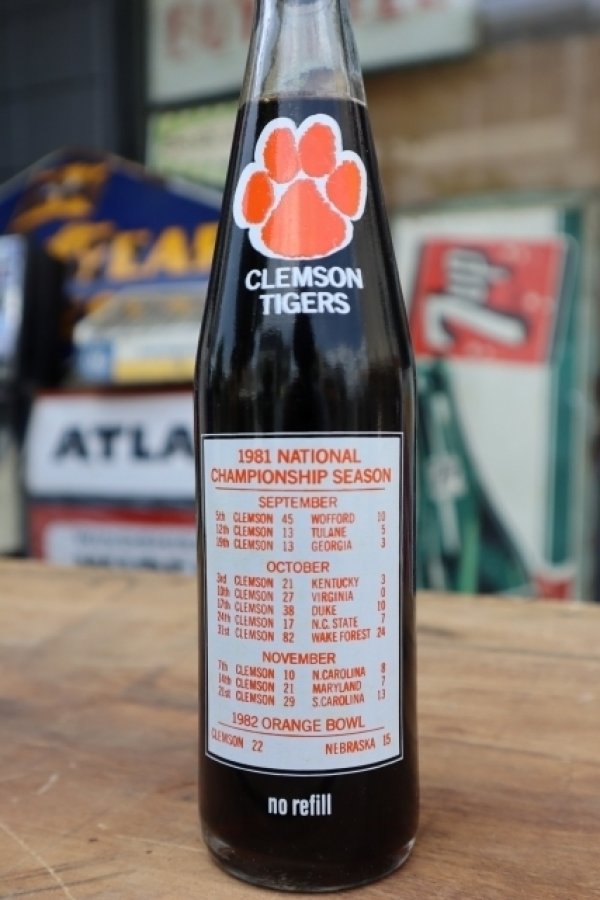 CLEMSON
TIGERS
1981 NATIONAL
CHAMPIONSHIP SEASON
SEPTEMBER
5th CLEMSON 45 WOFFORD 10
12th CLEMSON 13 TULANE 5
19th CLEMSON 13 GEORGIA 3
OCTOBER
3rd CLEMSON 21 KENTUCKY 3
10th CLEMSON 27 VIRGINIA 0
17th CLEMSON 38 DUKE 10
24th CLEMSON 17 N.C. STATE 7
31st CLEMSON 82 WAKE FOREST 24
NOVEMBER
7th CLEMSON 10 N.CAROLINA 8
14th CLEMSON 21 MARYLAND 7
21st CLEMSON 29 S.CAROLINA 13
1982 ORANGE BOWL
CLEMSON 22 NEBRASKA 15
no refill
ATLA
7up